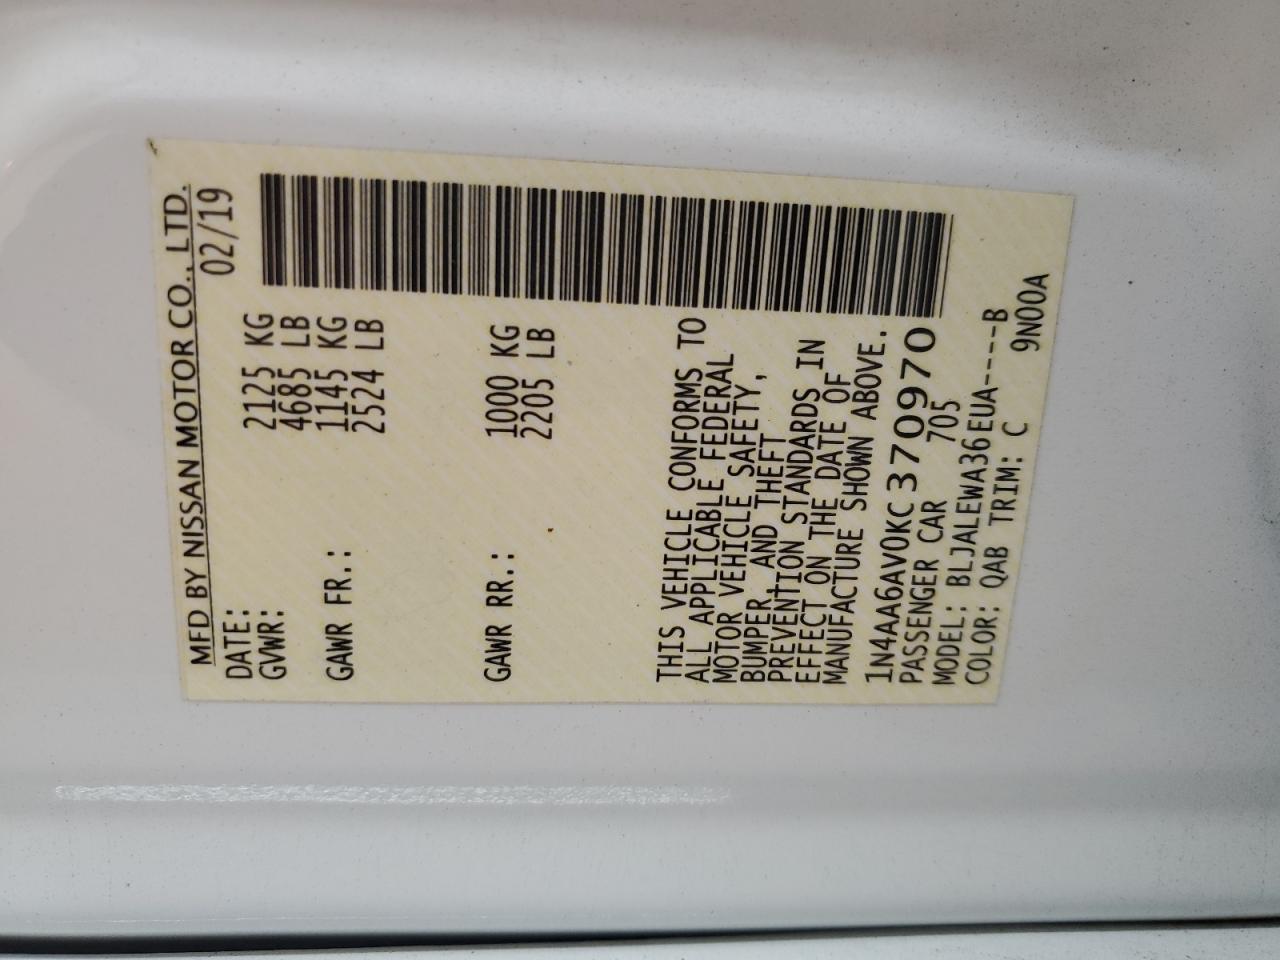 MFD BY NISSAN MOTOR CO., LTD.
DATE: 02/19
GVWR: 2125 KG
4685 LB
GAWR FR.: 1145 KG
2524 LB
GAWR RR.: 1000 KG
2205 LB
THIS VEHICLE CONFORMS TO
ALL APPLICABLE FEDERAL
MOTOR VEHICLE SAFETY,
BUMPER, AND THEFT
PREVENTION STANDARDS IN
EFFECT ON THE DATE OF
MANUFACTURE SHOWN ABOVE.
1N4AA6AV0KC370970
PASSENGER CAR 705
MODEL: BLJALEWA36EUA-----B
COLOR: QAB TRIM: C 9N00A